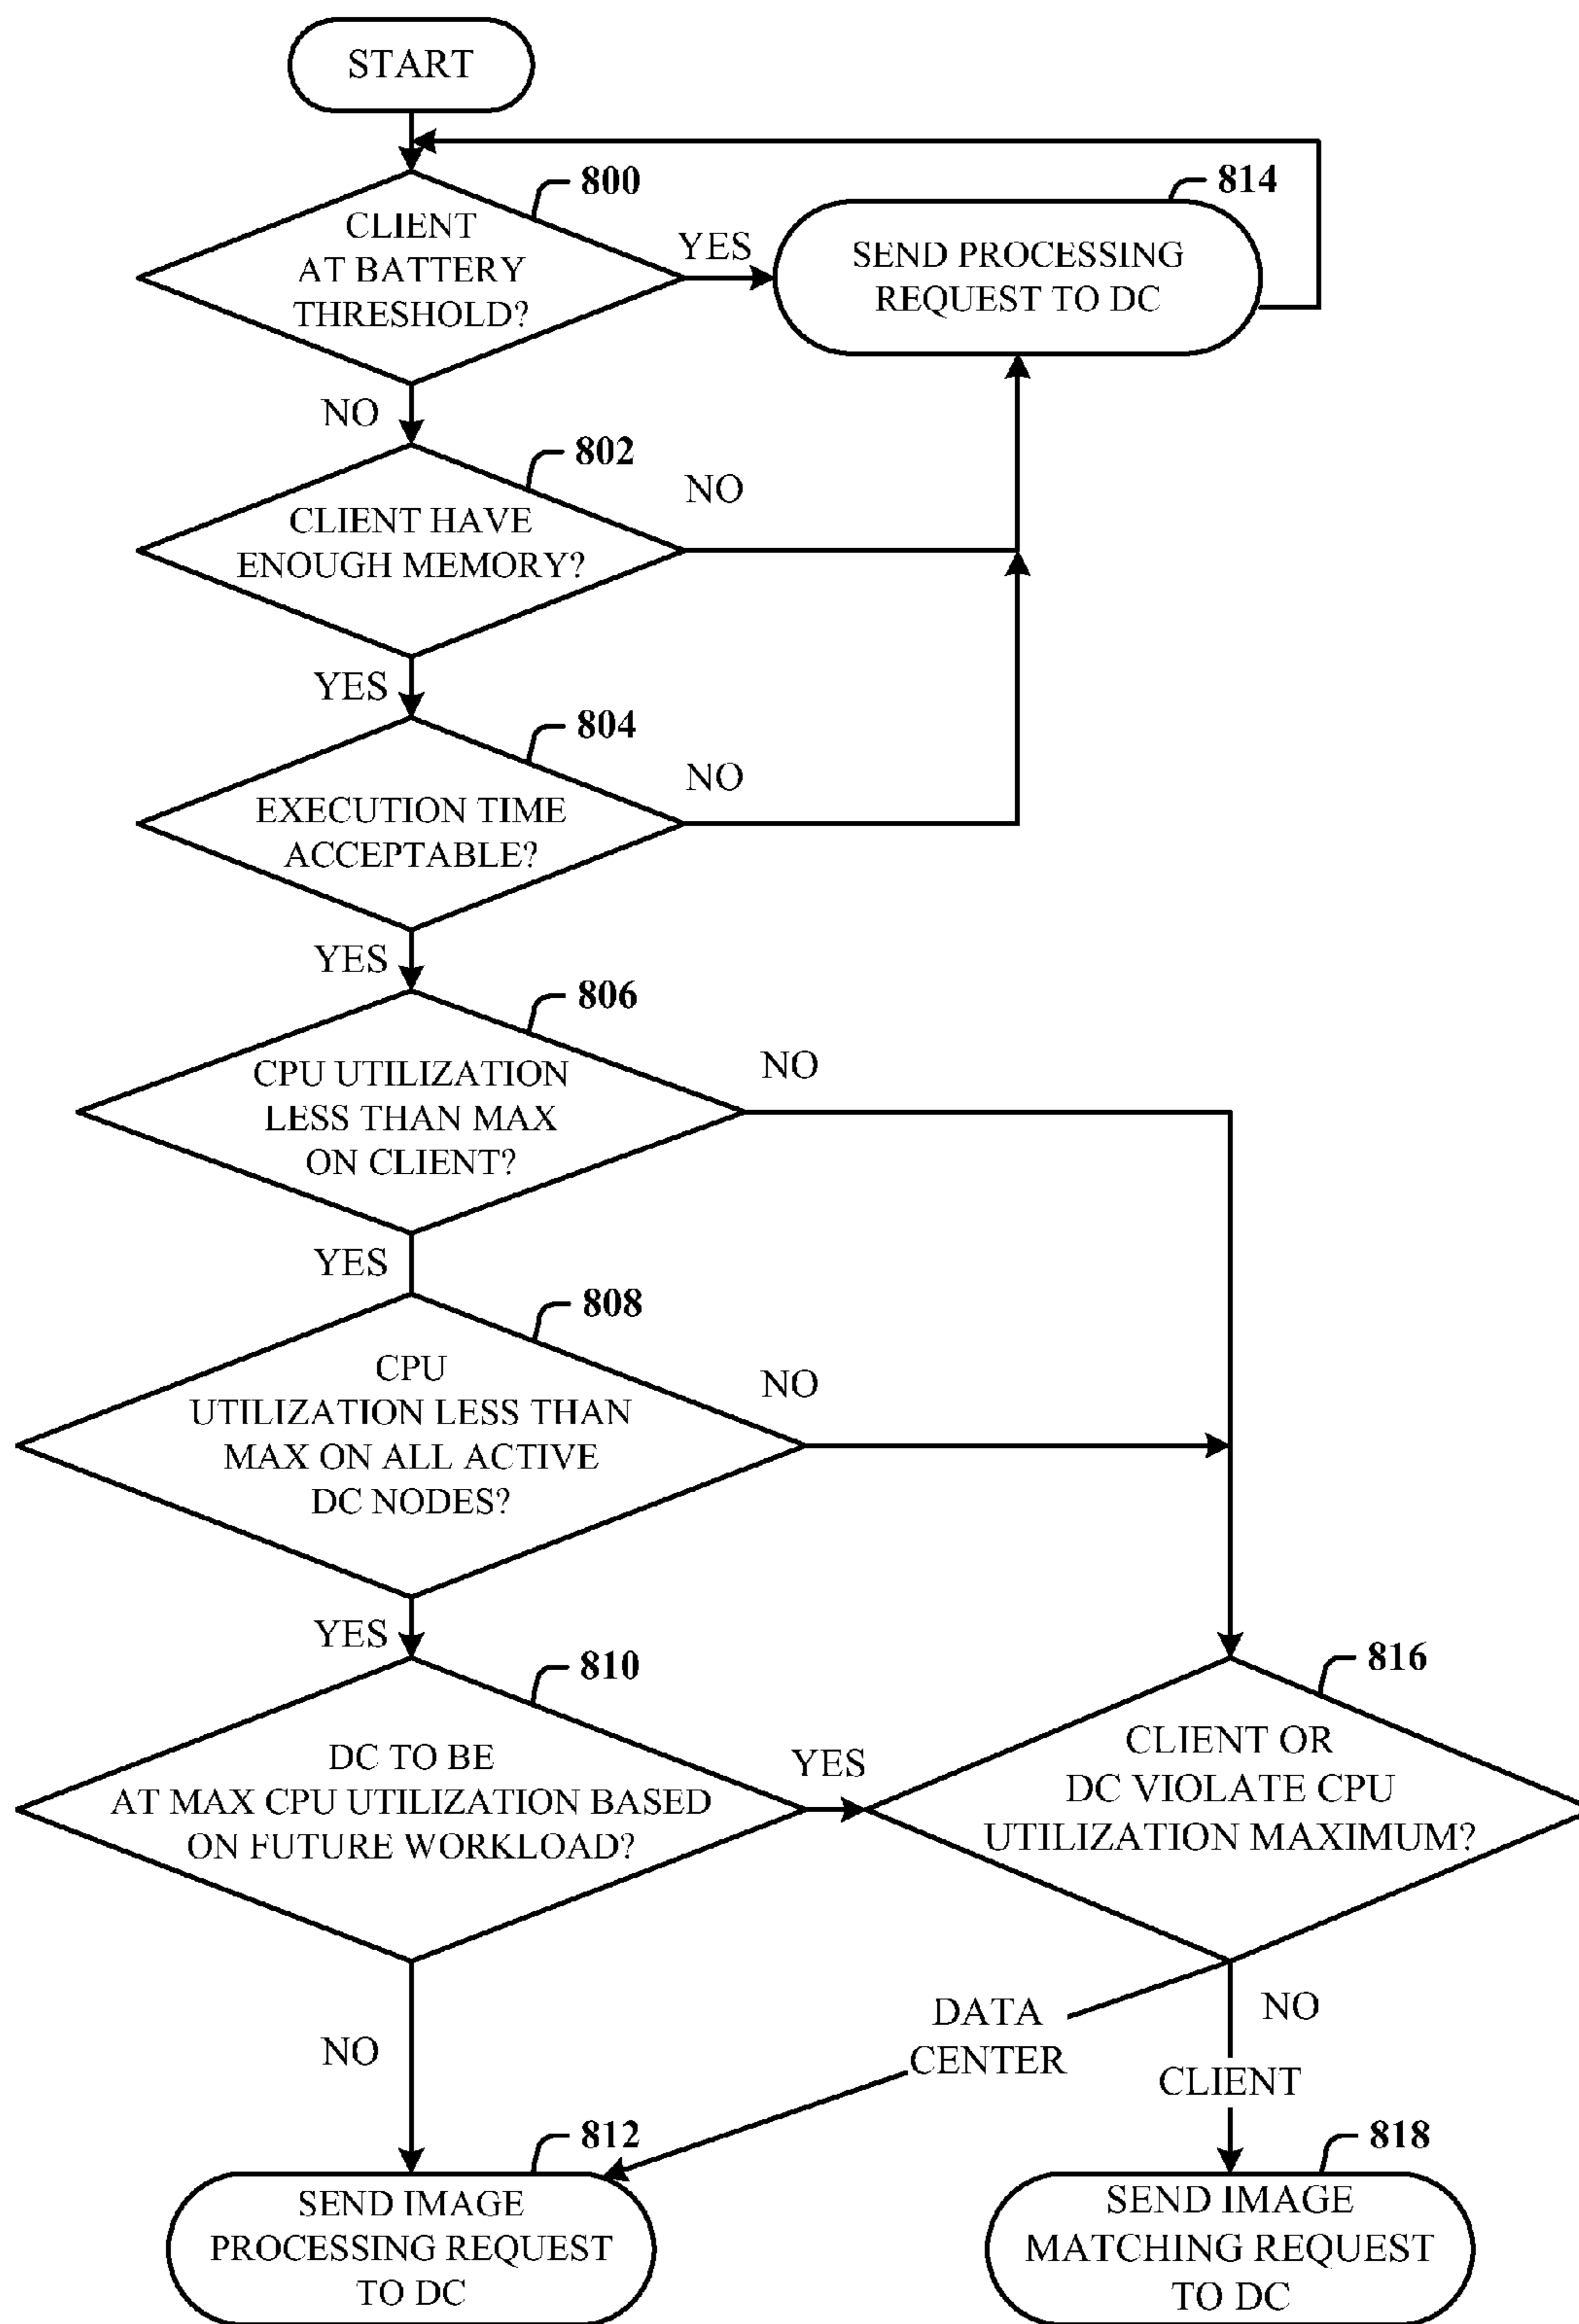 START
800
CLIENT
AT BATTERY
THRESHOLD?
YES
814
SEND PROCESSING
REQUEST TO DC
NO
802
CLIENT HAVE
ENOUGH MEMORY?
NO
YES
804
EXECUTION TIME
ACCEPTABLE?
NO
YES
806
CPU UTILIZATION
LESS THAN MAX
ON CLIENT?
NO
YES
808
CPU
UTILIZATION LESS THAN
MAX ON ALL ACTIVE
DC NODES?
NO
YES
810
DC TO BE
AT MAX CPU UTILIZATION BASED
ON FUTURE WORKLOAD?
YES
816
CLIENT OR
DC VIOLATE CPU
UTILIZATION MAXIMUM?
NO
DATA
CENTER
NO
CLIENT
812
SEND IMAGE
PROCESSING REQUEST
TO DC
818
SEND IMAGE
MATCHING REQUEST
TO DC